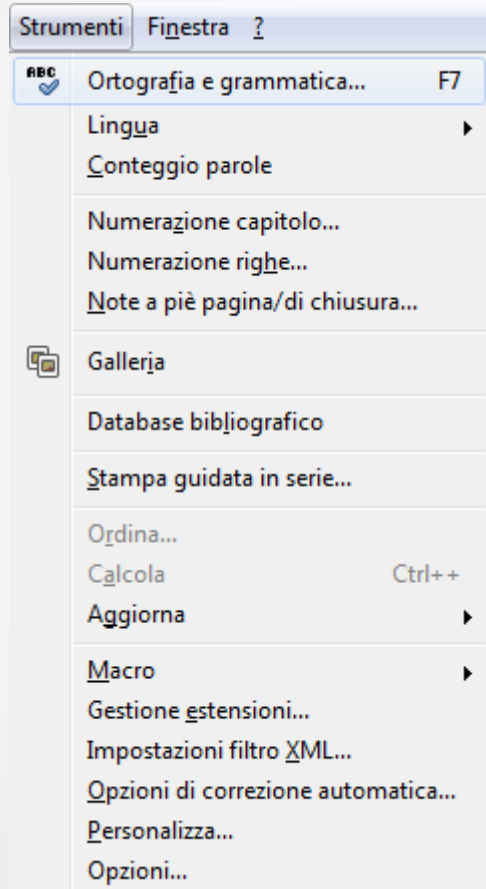 Strumenti Finestra ?
ABC Ortografia e grammatica... F7
Lingua
Conteggio parole
Numerazione capitolo...
Numerazione righe...
Note a piè pagina/di chiusura...
Galleria
Database bibliografico
Stampa guidata in serie...
Ordina...
Calcola Ctrl++
Aggiorna
Macro
Gestione estensioni...
Impostazioni filtro XML...
Opzioni di correzione automatica...
Personalizza...
Opzioni...